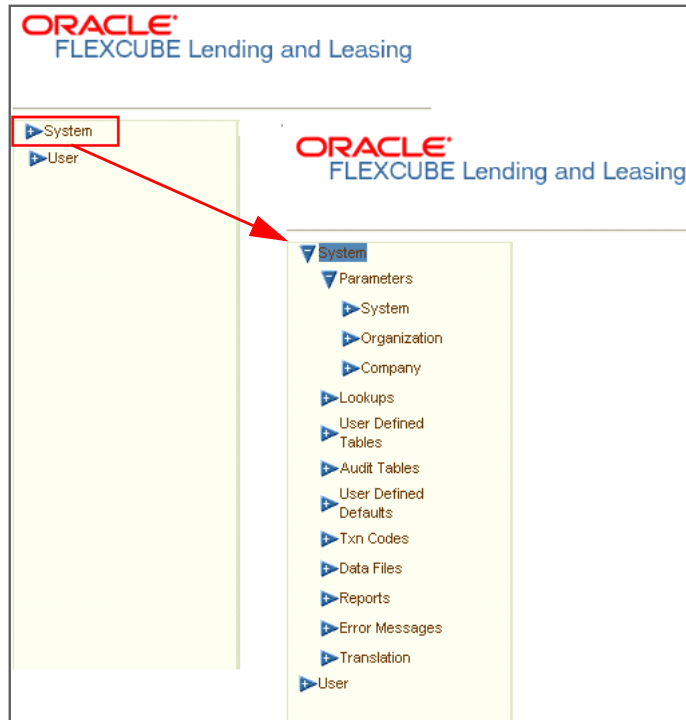 ORACLE
FLEXCUBE Lending and Leasing
System
User
ORACLE
FLEXCUBE Lending and Leasing
System
Parameters
System
Organization
Company
Lookups
User Defined
Tables
Audit Tables
User Defined
Defaults
Txn Codes
Data Files
Reports
Error Messages
Translation
User